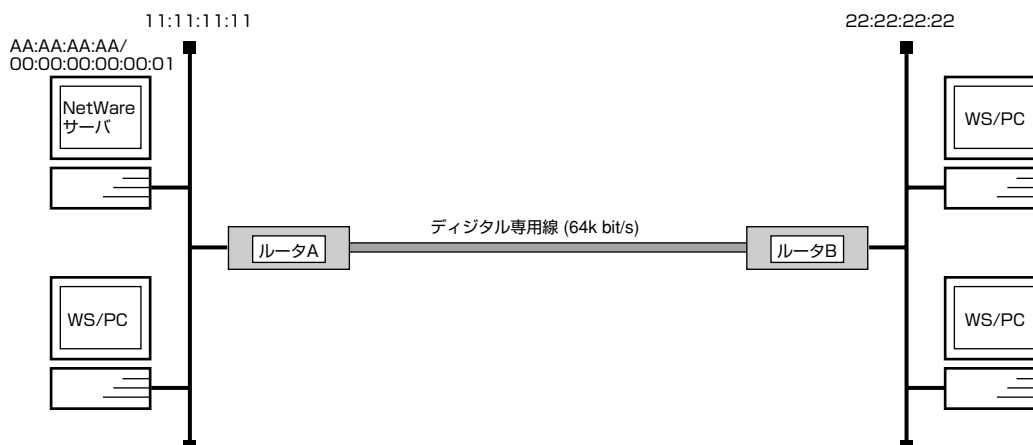 11:11:11:11
22:22:22:22
AA:AA:AA:AA/
00:00:00:00:00:01
NetWare
サーバ
WS/PC
ディジタル専用線 (64k bit/s)
ルータA
ルータB
WS/PC
WS/PC